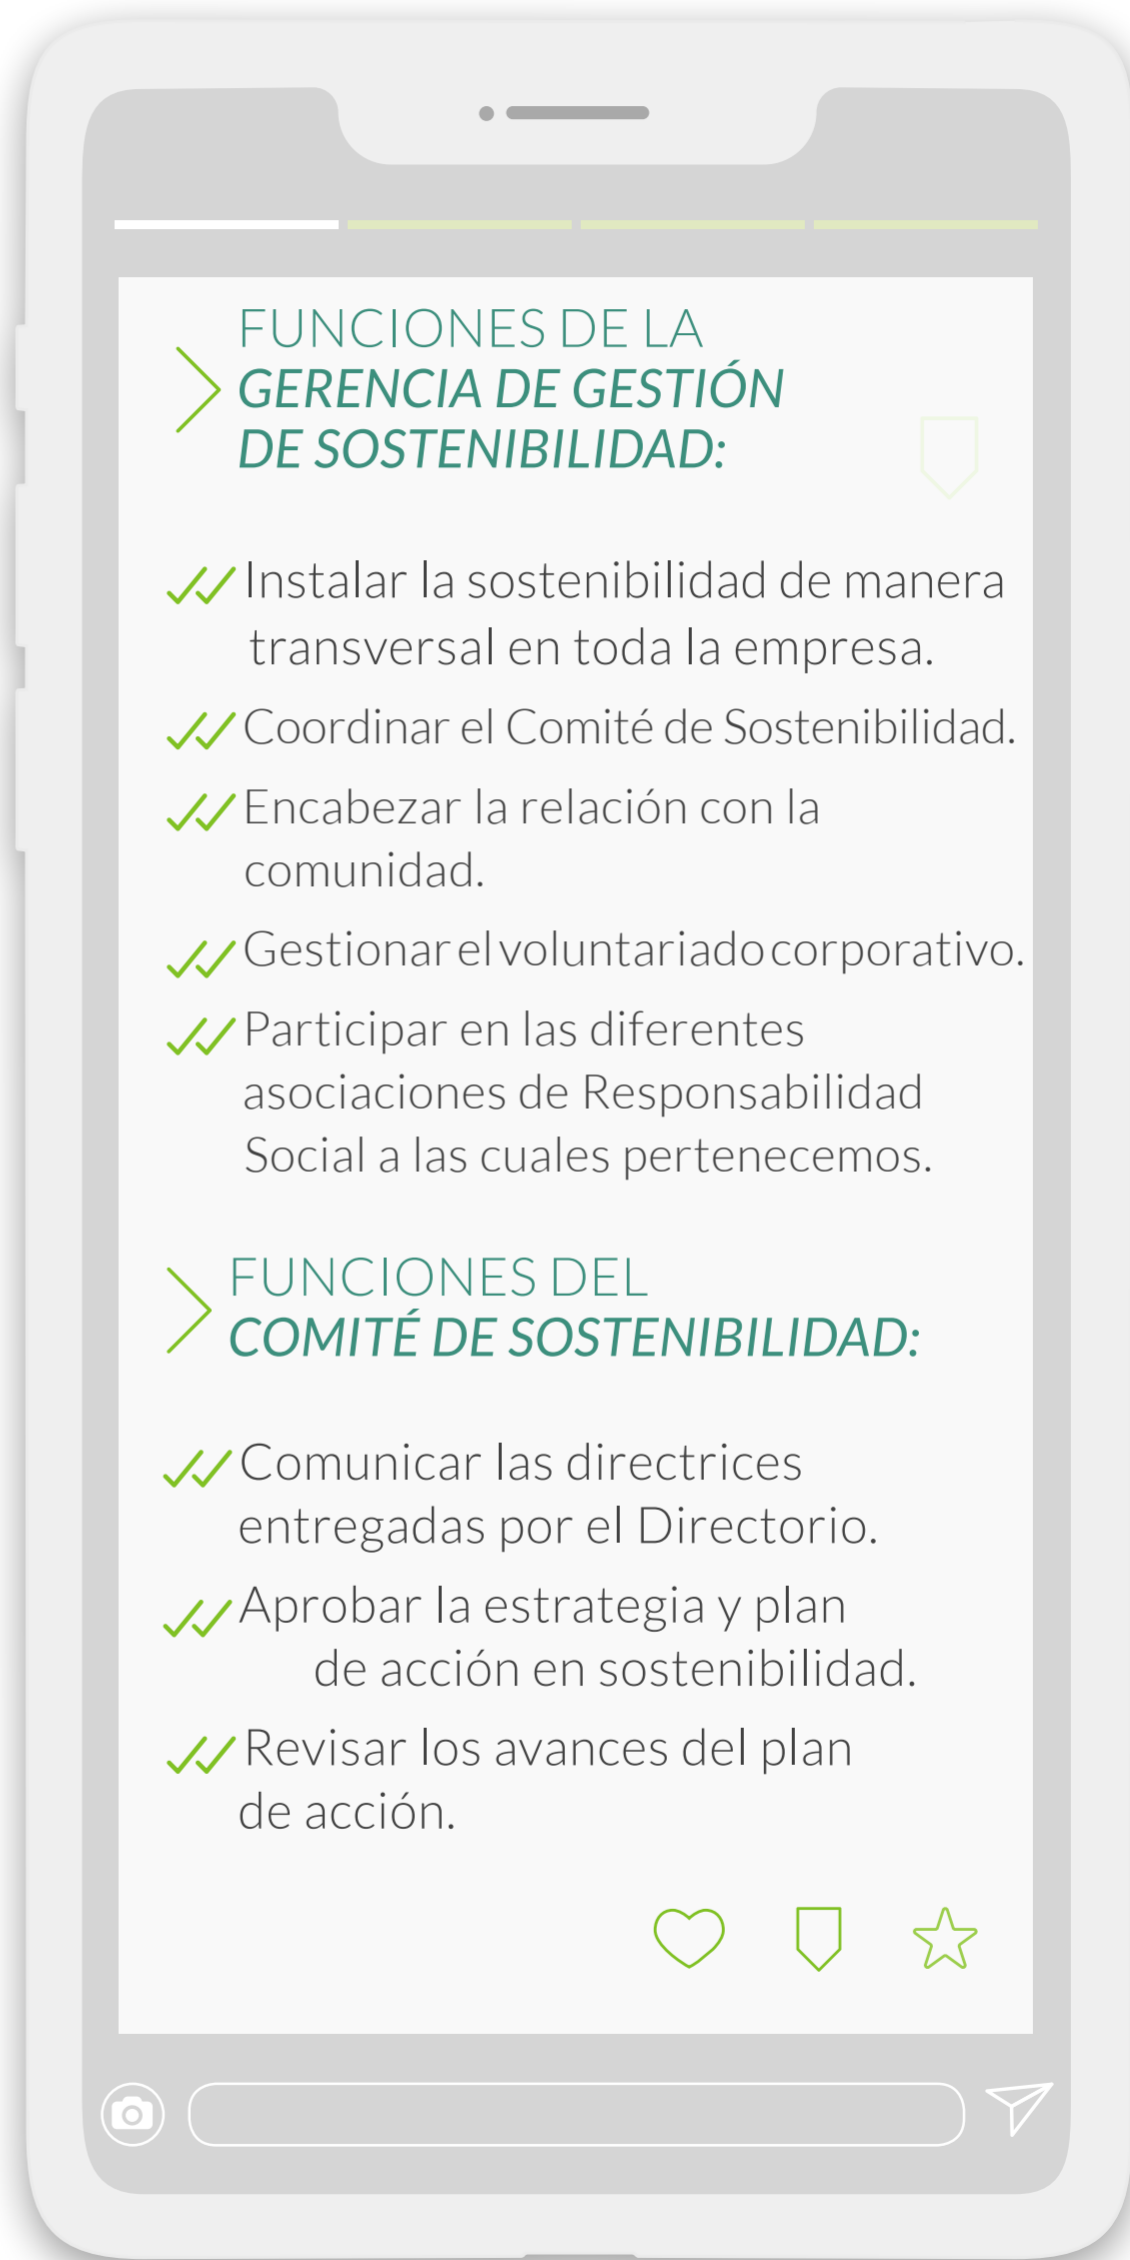 FUNCIONES DE LA
GERENCIA DE GESTIÓN
DE SOSTENIBILIDAD:
Instalar la sostenibilidad de manera
transversal en toda la empresa.
Coordinar el Comité de Sostenibilidad.
Encabezar la relación con la
comunidad.
Gestionar el voluntariado corporativo.
Participar en las diferentes
asociaciones de Responsabilidad
Social a las cuales pertenecemos.
FUNCIONES DEL
COMITÉ DE SOSTENIBILIDAD:
Comunicar las directrices
entregadas por el Directorio.
Aprobar la estrategia y plan
de acción en sostenibilidad.
Revisar los avances del plan
de acción.